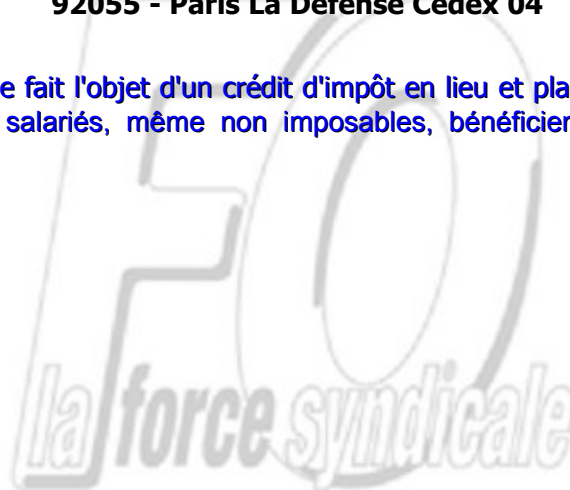 92055 - Paris La Défense Cedex 04
e fait l'objet d'un crédit d'impôt en lieu et pla
salariés, même non imposables, bénéficier
FO
la force syndicale